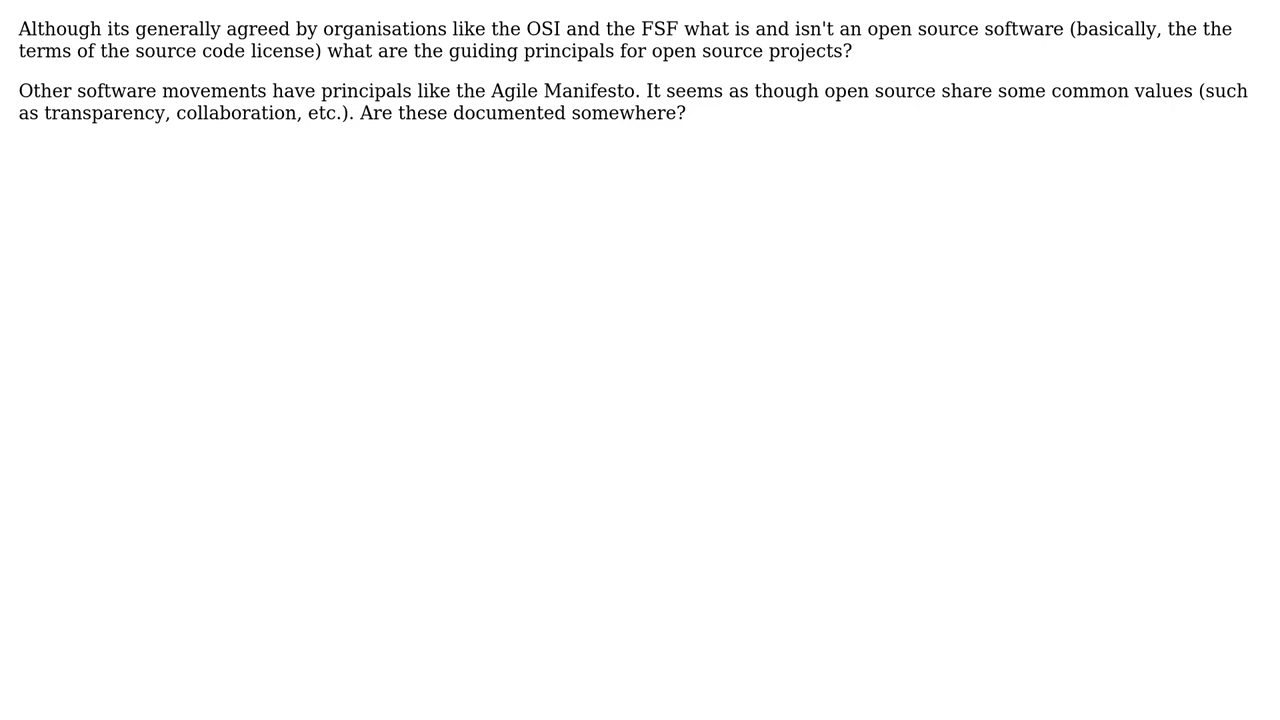 Although its generally agreed by organisations like the OSI and the FSF what is and isn't an open source software (basically, the the
terms of the source code license) what are the guiding principals for open source projects?
Other software movements have principals like the Agile Manifesto. It seems as though open source share some common values (such
as transparency, collaboration, etc.). Are these documented somewhere?